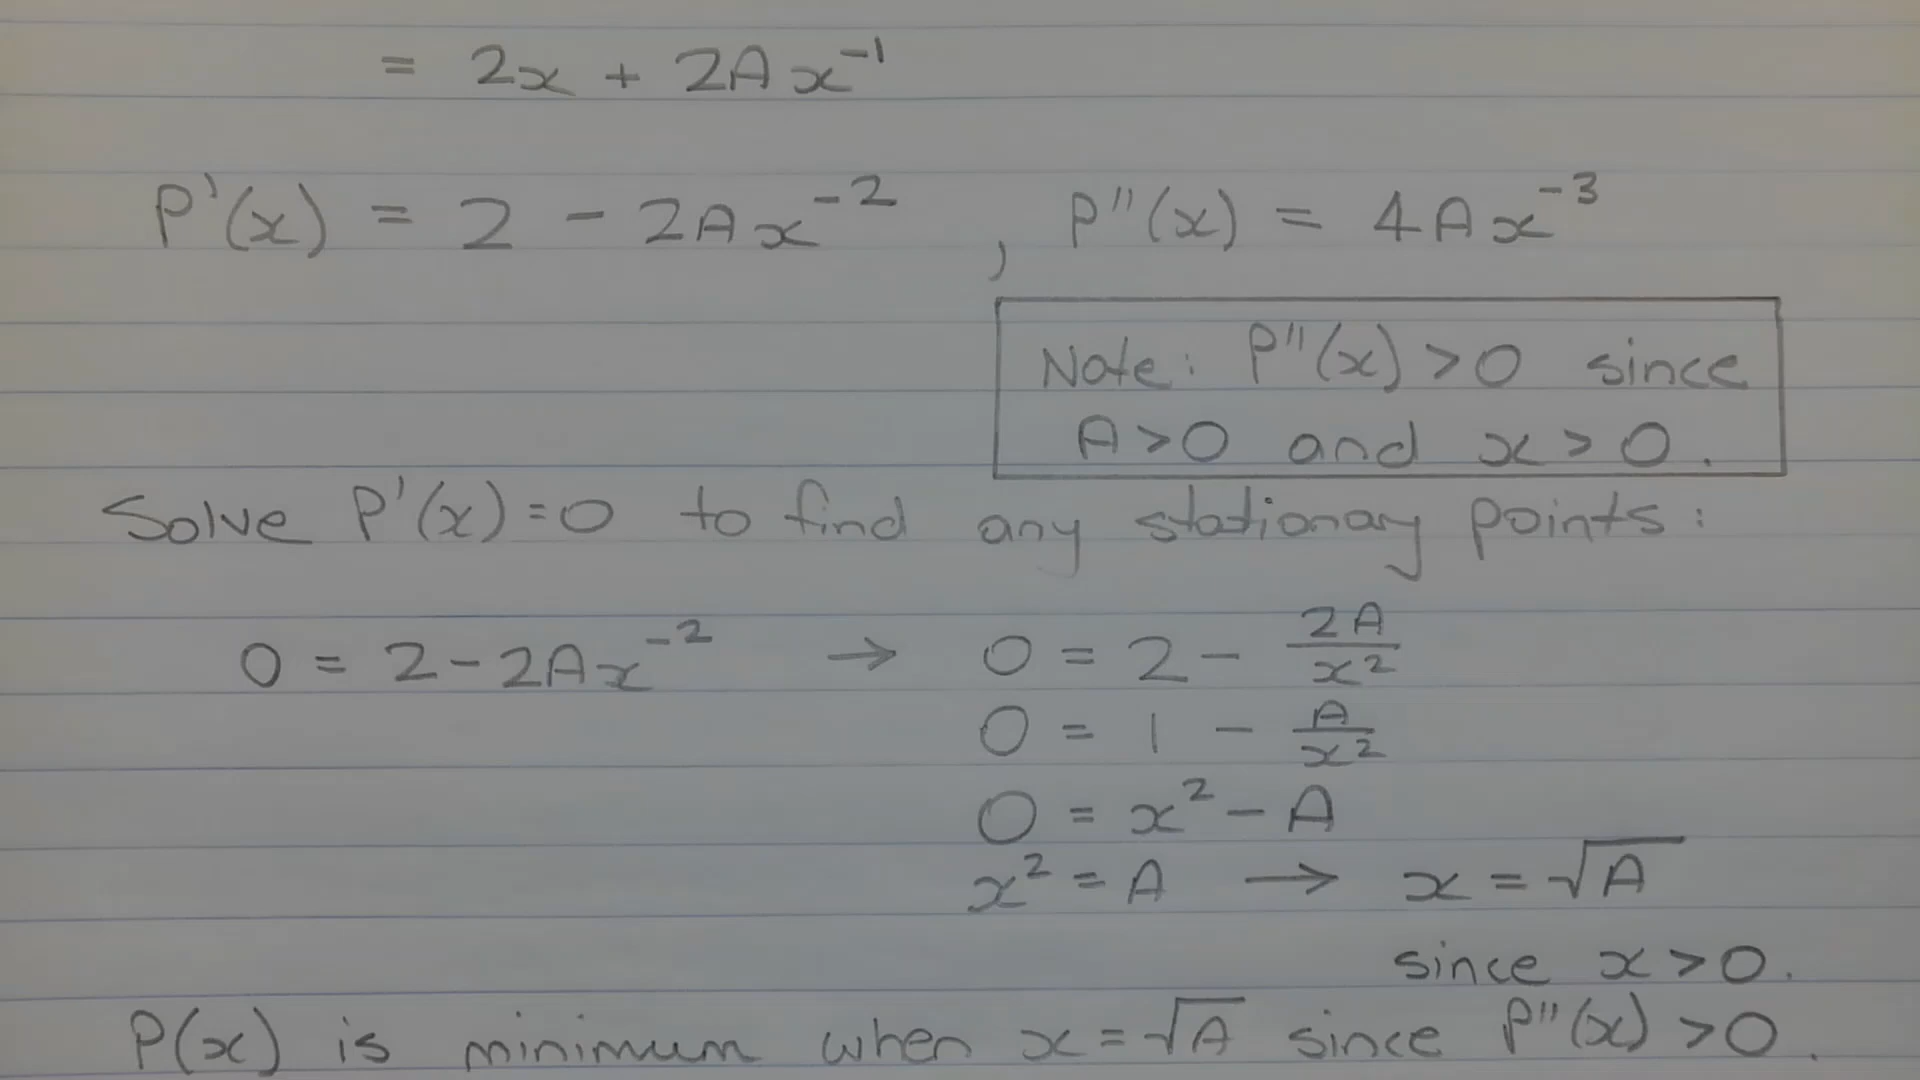 = 2x + 2Ax⁻¹
P'(x) = 2 - 2Ax⁻² , P''(x) = 4Ax⁻³
Note: P''(x) > 0 since
A > 0 and x > 0.
Solve P'(x) = 0 to find any stationary points:
0 = 2 - 2Ax⁻² → 0 = 2 - 2A/x²
0 = 1 - A/x²
0 = x² - A
x² = A → x = √A
since x > 0.
P(x) is minimum when x = √A since P''(x) > 0.